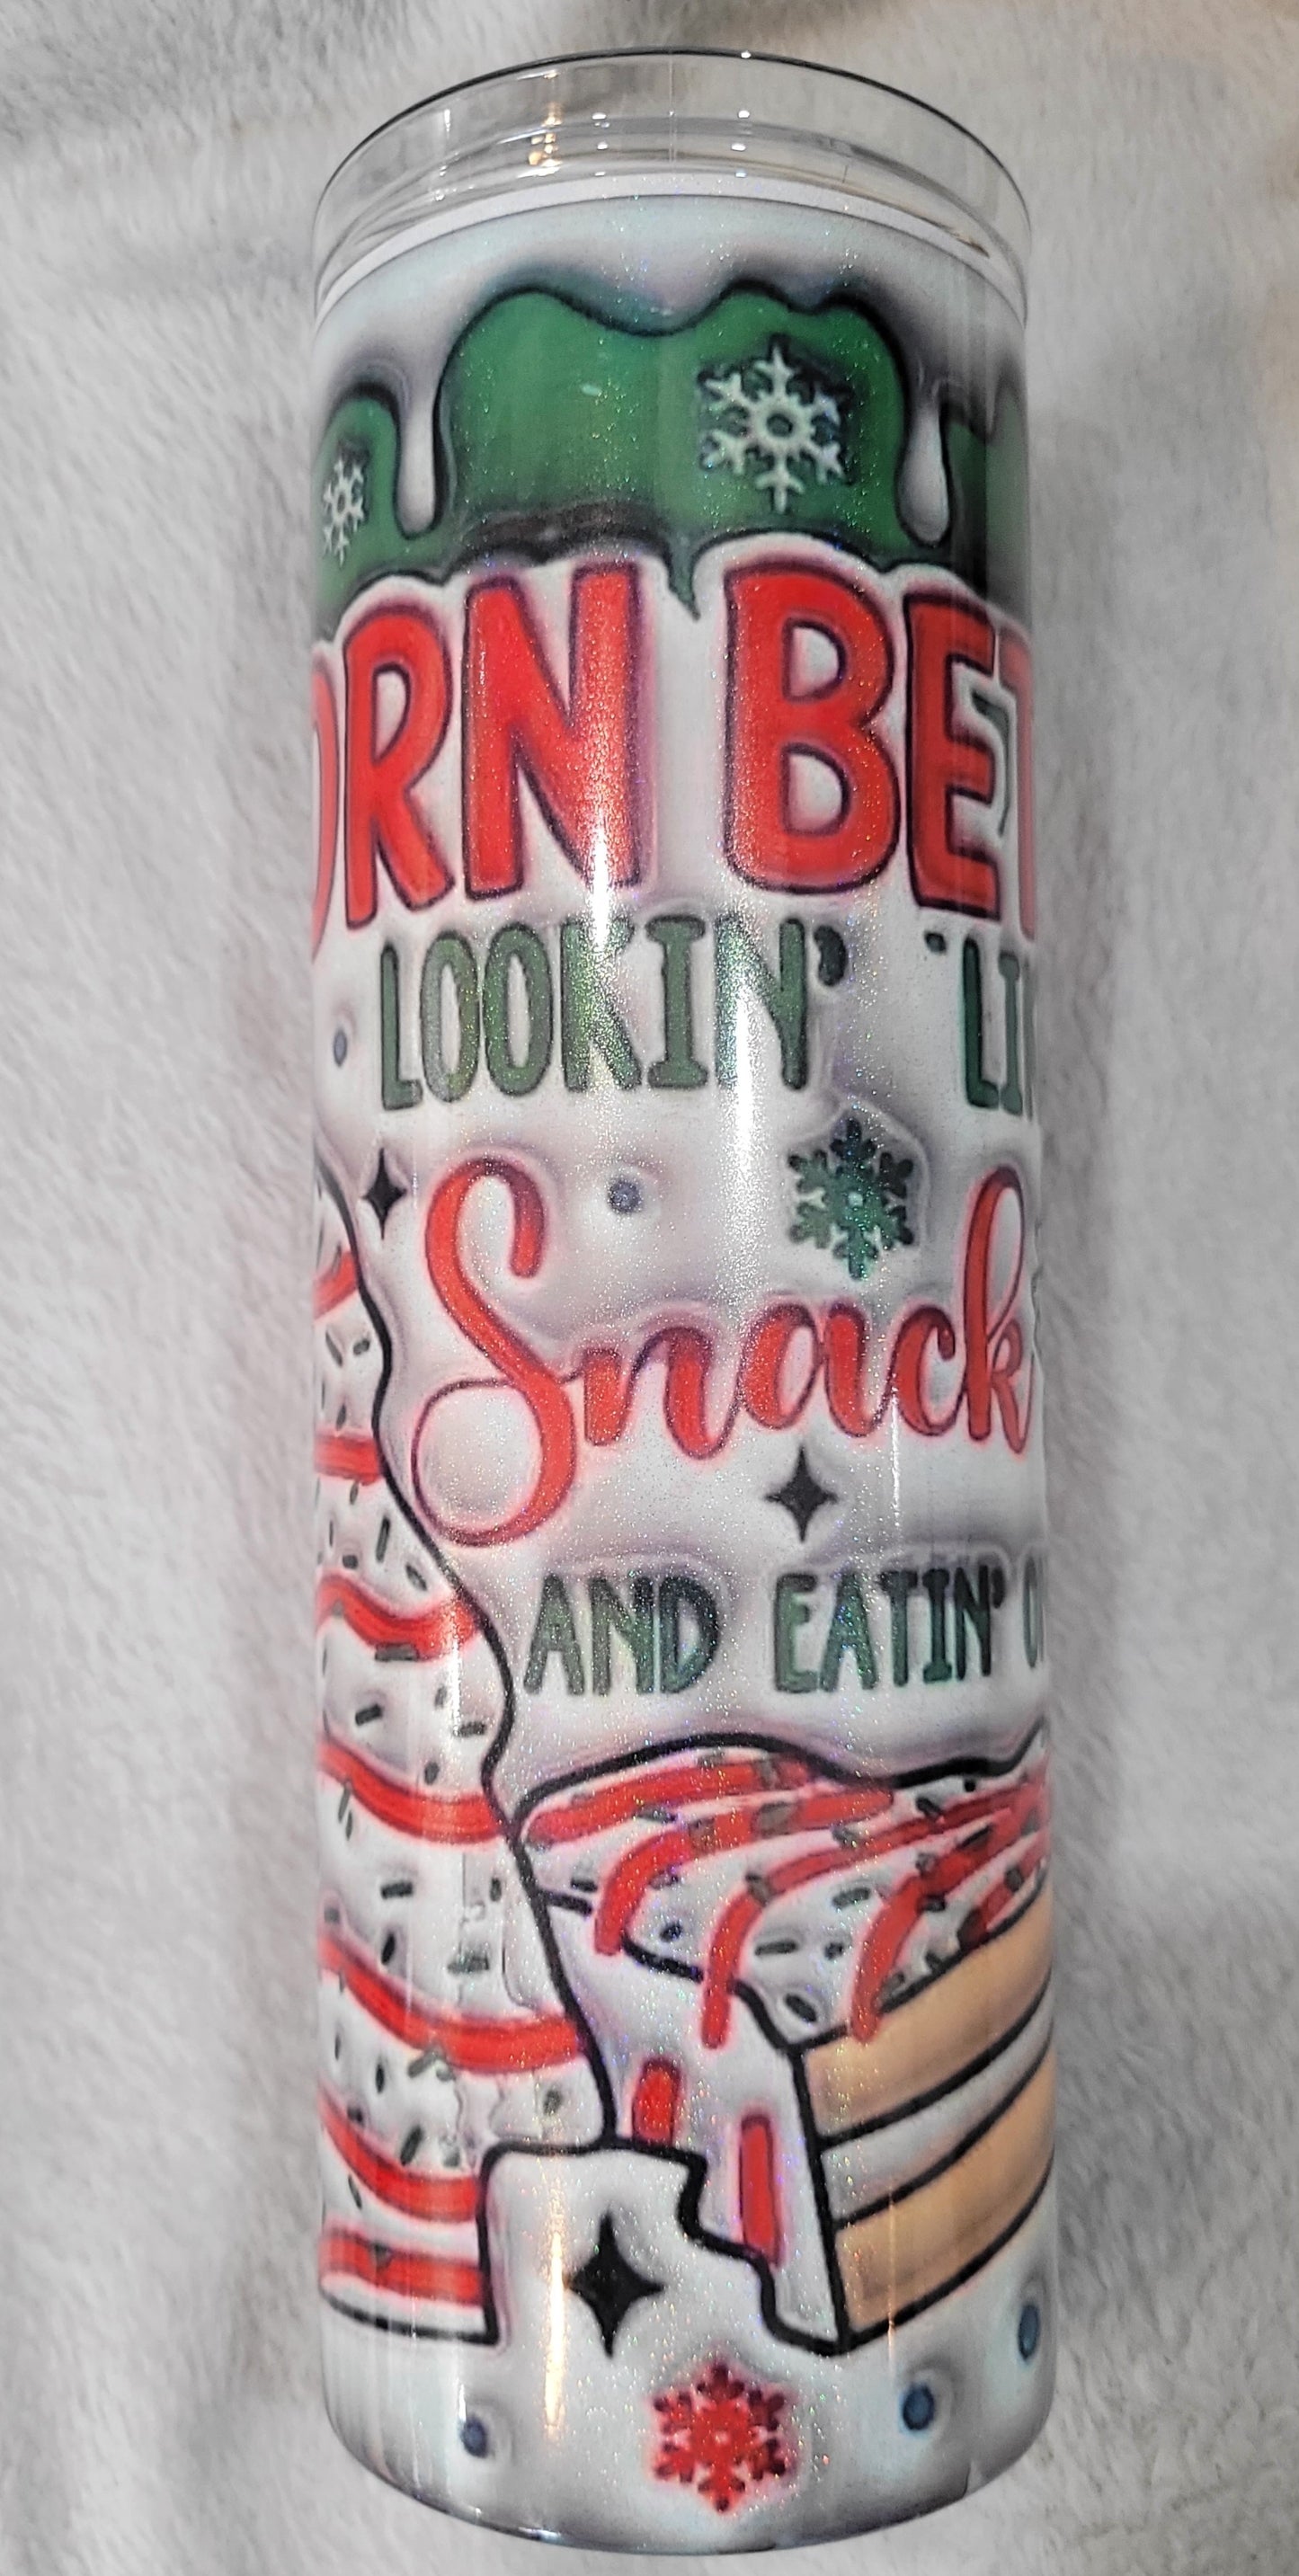 ORN BET
LOOKIN' LI
Snack
AND EATIN' O